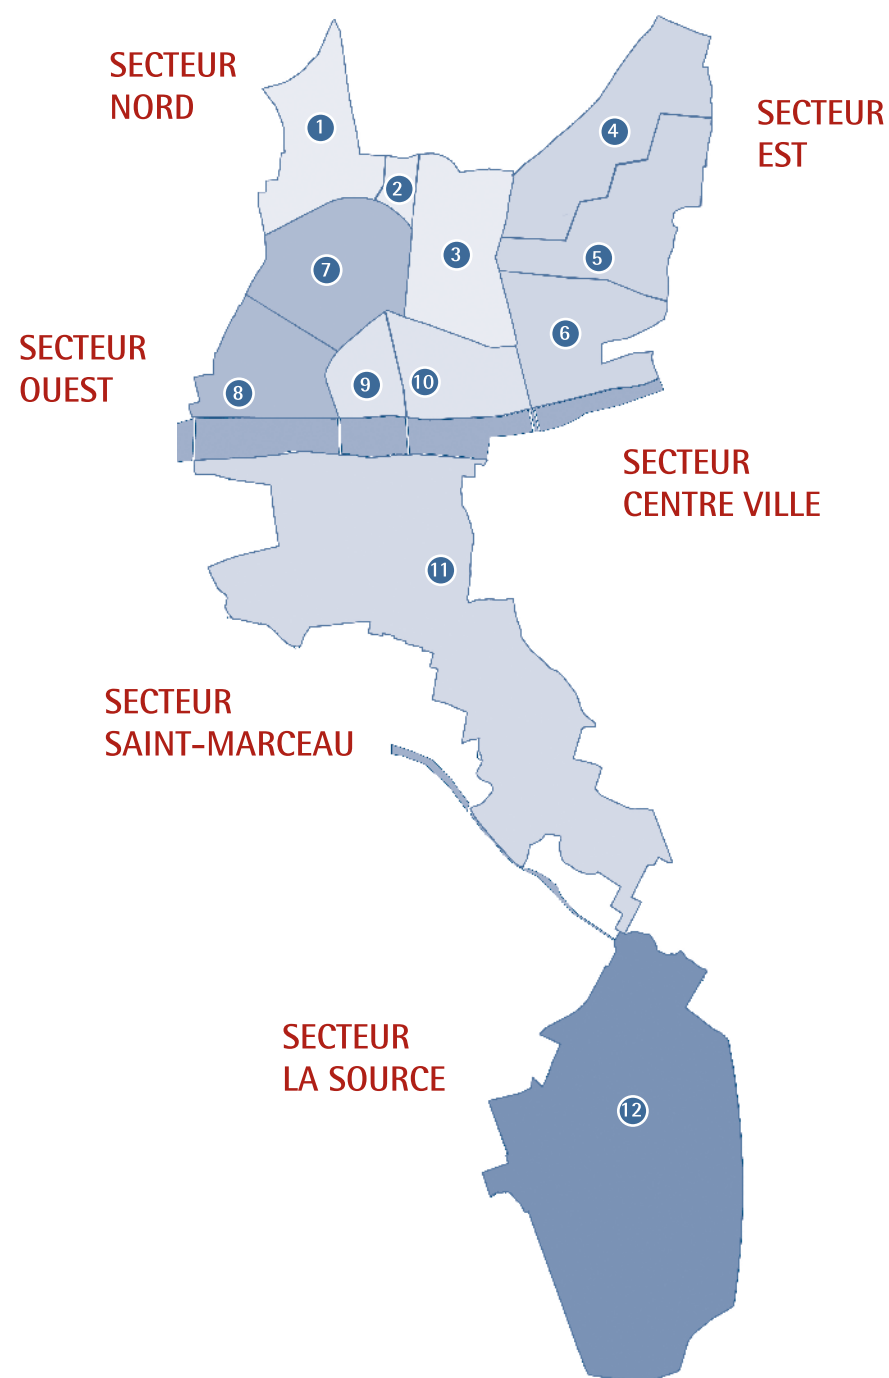 SECTEUR
NORD
1
2
3
4
SECTEUR
EST
5
6
7
SECTEUR
OUEST
8
9
10
SECTEUR
CENTRE VILLE
11
SECTEUR
SAINT-MARCEAU
SECTEUR
LA SOURCE
12